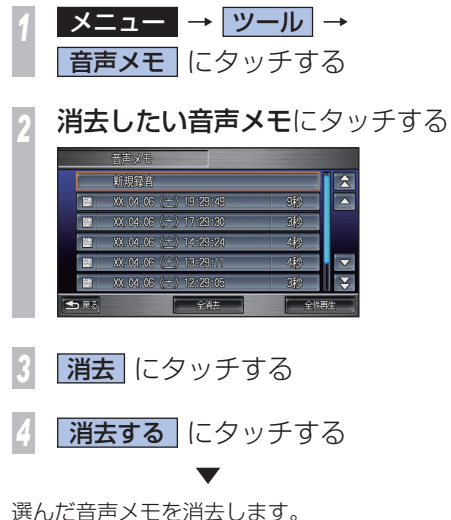 1 メニュー → ツール →
音声メモ にタッチする
2 消去したい音声メモにタッチする
音声メモ
新規録音
XX.04.06 (土) 19:29:49 9秒
XX.04.06 (土) 17:29:30 3秒
XX.04.06 (土) 14:29:24 4秒
XX.04.06 (土) 13:29:11 4秒
XX.04.06 (土) 12:29:05 3秒
戻る 全消去 全件再生
3 消去 にタッチする
4 消去する にタッチする
▼
選んだ音声メモを消去します。